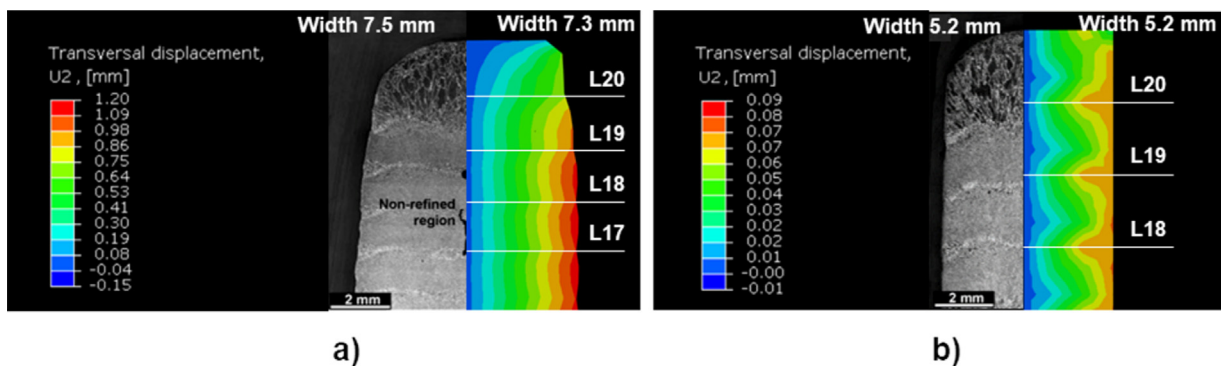 Width 7.5 mm
Width 7.3 mm
Transversal displacement,
U2 , [mm]
1.20
1.09
0.98
0.86
0.75
0.64
0.53
0.41
0.30
0.19
0.08
-0.04
-0.15
L20
L19
L18
L17
Non-refined
region
2 mm
a)
Width 5.2 mm
Width 5.2 mm
Transversal displacement,
U2 , [mm]
0.09
0.08
0.07
0.07
0.06
0.05
0.04
0.03
0.02
0.02
0.01
-0.00
-0.01
L20
L19
L18
2 mm
b)